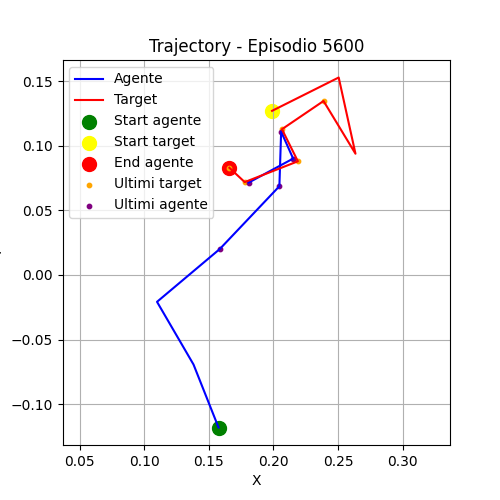 Trajectory - Episodio 5600
Agente
Target
Start agente
Start target
End agente
Ultimi target
Ultimi agente
0.15
0.10
0.05
0.00
−0.05
−0.10
0.05
0.10
0.15
0.20
0.25
0.30
X